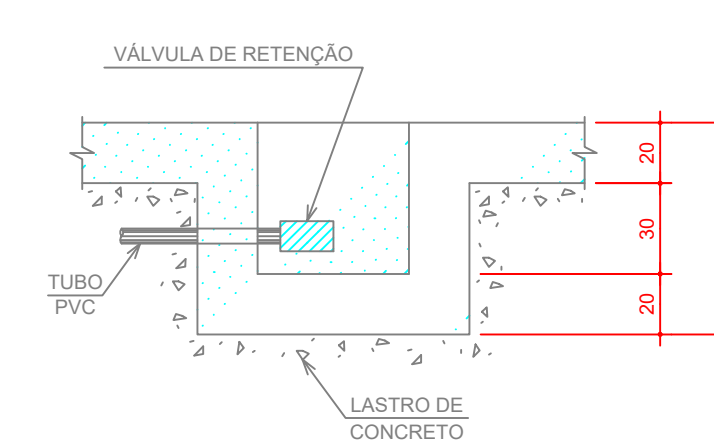 VÁLVULA DE RETENÇÃO
20
30
TUBO
PVC
20
LASTRO DE
CONCRETO